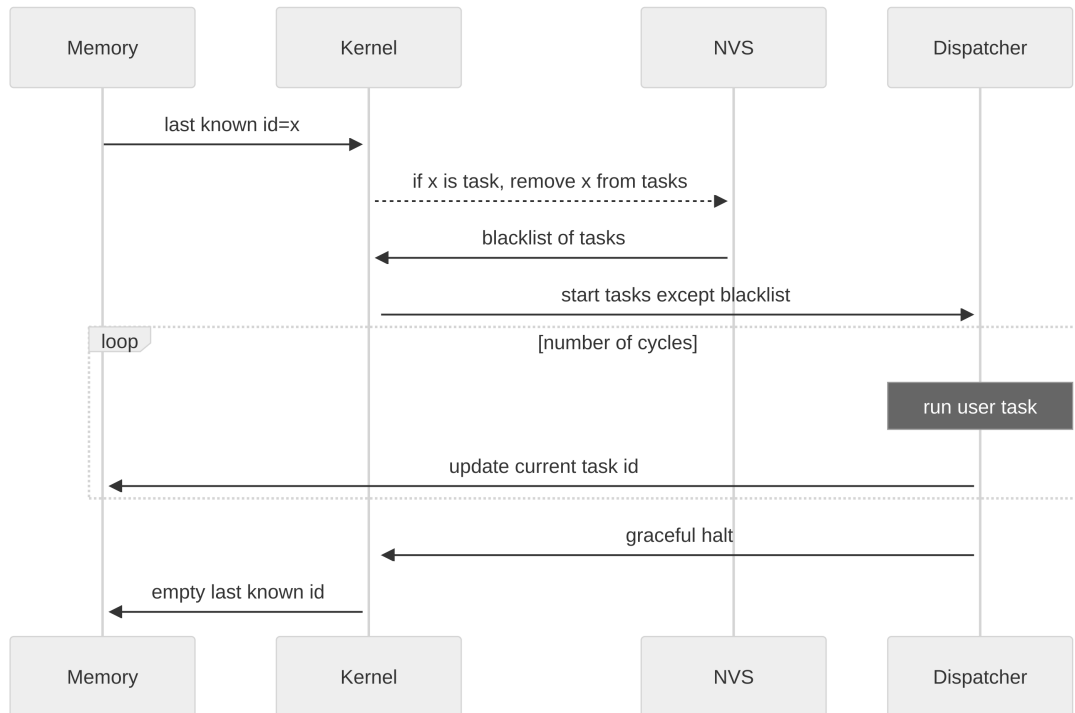 Memory
Kernel
NVS
Dispatcher
last known id=x
if x is task, remove x from tasks
blacklist of tasks
start tasks except blacklist
loop
[number of cycles]
run user task
update current task id
graceful halt
empty last known id
Memory
Kernel
NVS
Dispatcher